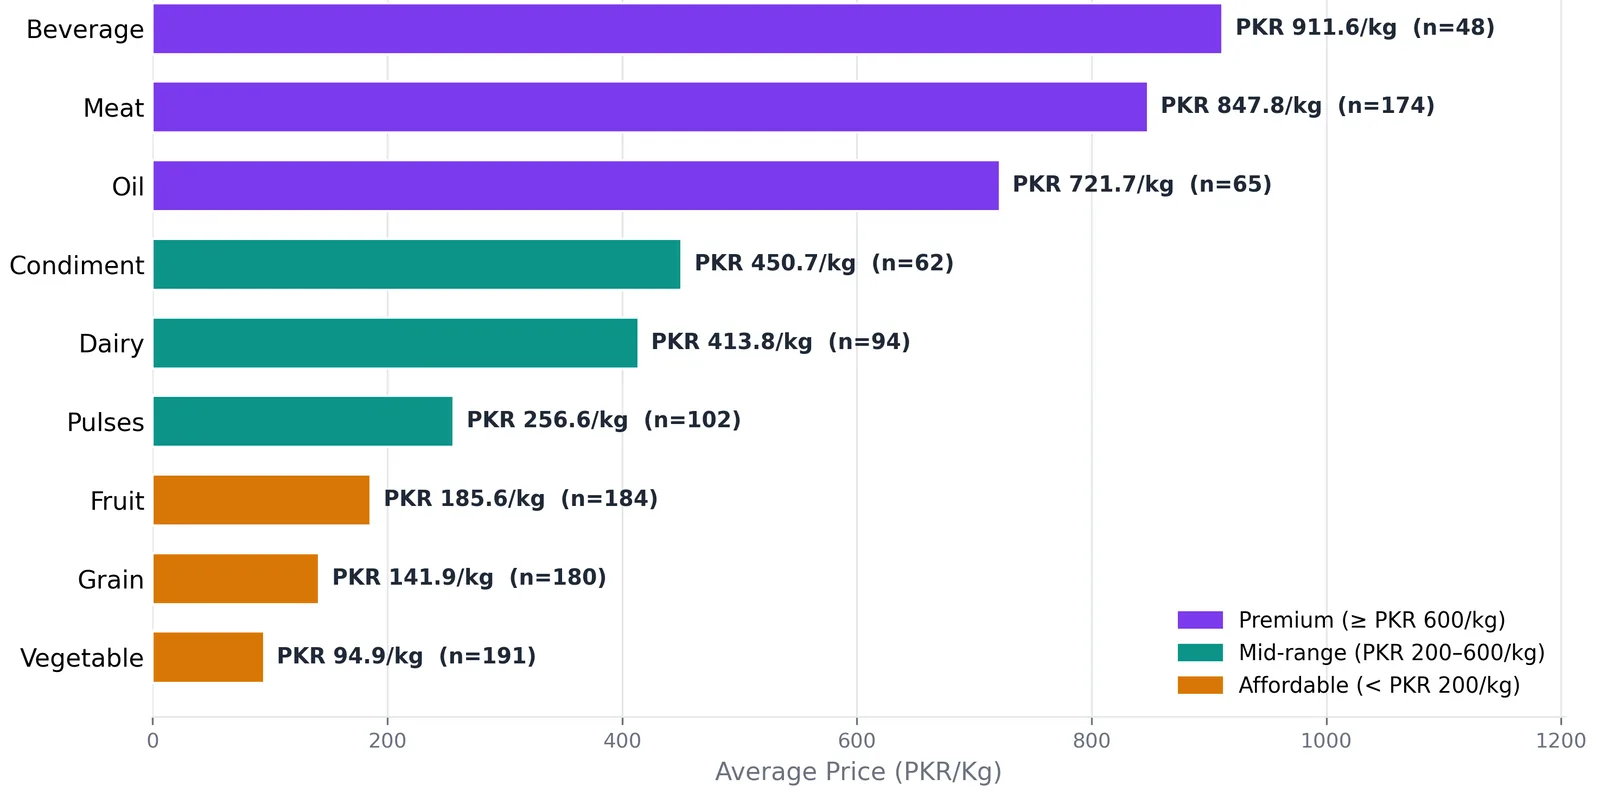 Beverage PKR 911.6/kg (n=48)
Meat PKR 847.8/kg (n=174)
Oil PKR 721.7/kg (n=65)
Condiment PKR 450.7/kg (n=62)
Dairy PKR 413.8/kg (n=94)
Pulses PKR 256.6/kg (n=102)
Fruit PKR 185.6/kg (n=184)
Grain PKR 141.9/kg (n=180)
Vegetable PKR 94.9/kg (n=191)
Premium (≥ PKR 600/kg)
Mid-range (PKR 200–600/kg)
Affordable (< PKR 200/kg)
0 200 400 600 800 1000 1200
Average Price (PKR/Kg)